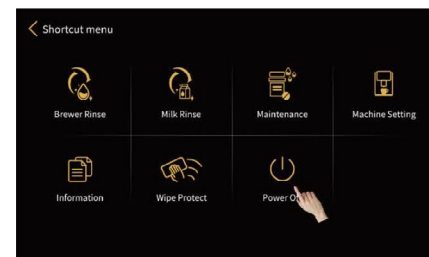 Shortcut menu
Brewer Rinse
Milk Rinse
Maintenance
Machine Setting
Information
Wipe Protect
Power O